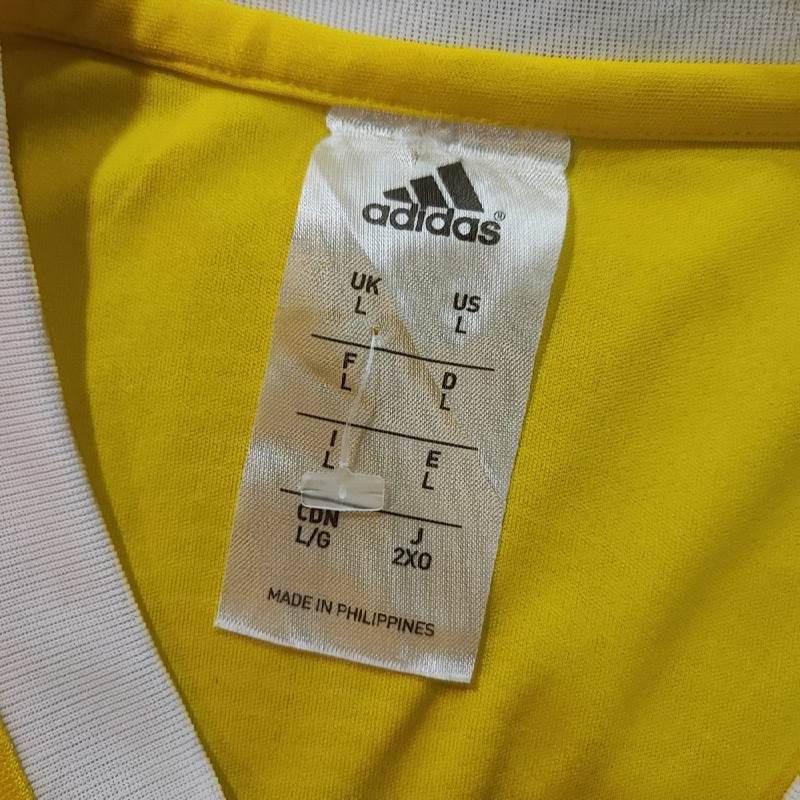 adidas®
UK US
L L
F D
L L
I E
L L
CDN J
L/G 2XO
MADE IN PHILIPPINES